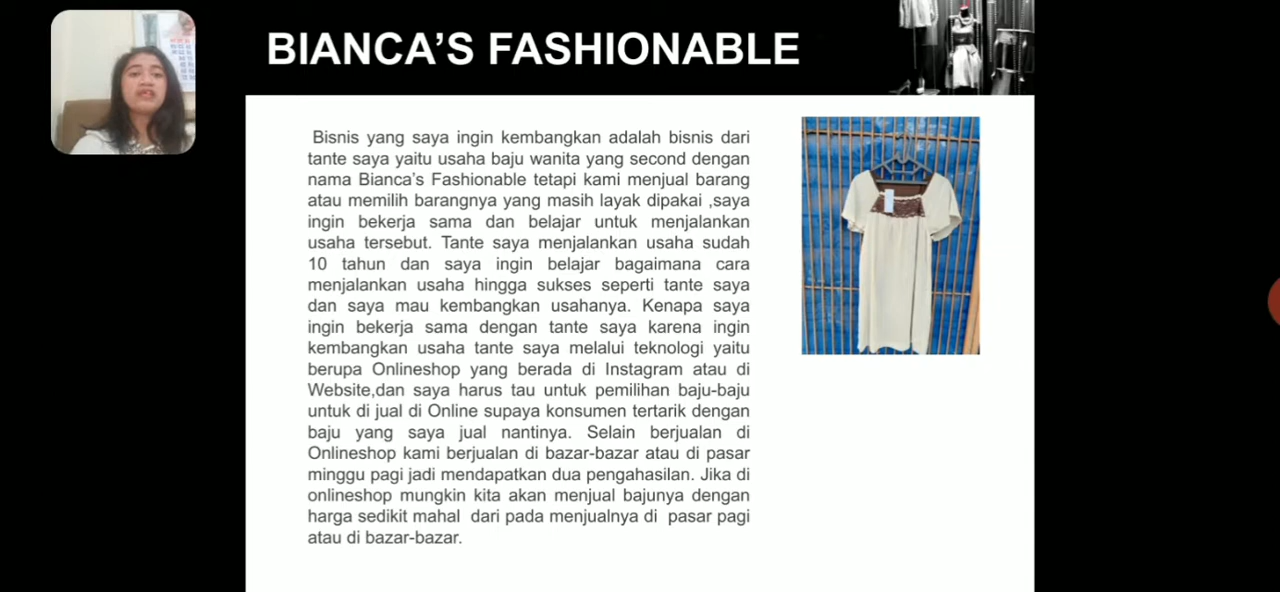 BIANCA’S FASHIONABLE
Bisnis yang saya ingin kembangkan adalah bisnis dari
tante saya yaitu usaha baju wanita yang second dengan
nama Bianca’s Fashionable tetapi kami menjual barang
atau memilih barangnya yang masih layak dipakai ,saya
ingin bekerja sama dan belajar untuk menjalankan
usaha tersebut. Tante saya menjalankan usaha sudah
10 tahun dan saya ingin belajar bagaimana cara
menjalankan usaha hingga sukses seperti tante saya
dan saya mau kembangkan usahanya. Kenapa saya
ingin bekerja sama dengan tante saya karena ingin
kembangkan usaha tante saya melalui teknologi yaitu
berupa Onlineshop yang berada di Instagram atau di
Website,dan saya harus tau untuk pemilihan baju-baju
untuk di jual di Online supaya konsumen tertarik dengan
baju yang saya jual nantinya. Selain berjualan di
Onlineshop kami berjualan di bazar-bazar atau di pasar
minggu pagi jadi mendapatkan dua pengahasilan. Jika di
onlineshop mungkin kita akan menjual bajunya dengan
harga sedikit mahal dari pada menjualnya di pasar pagi
atau di bazar-bazar.